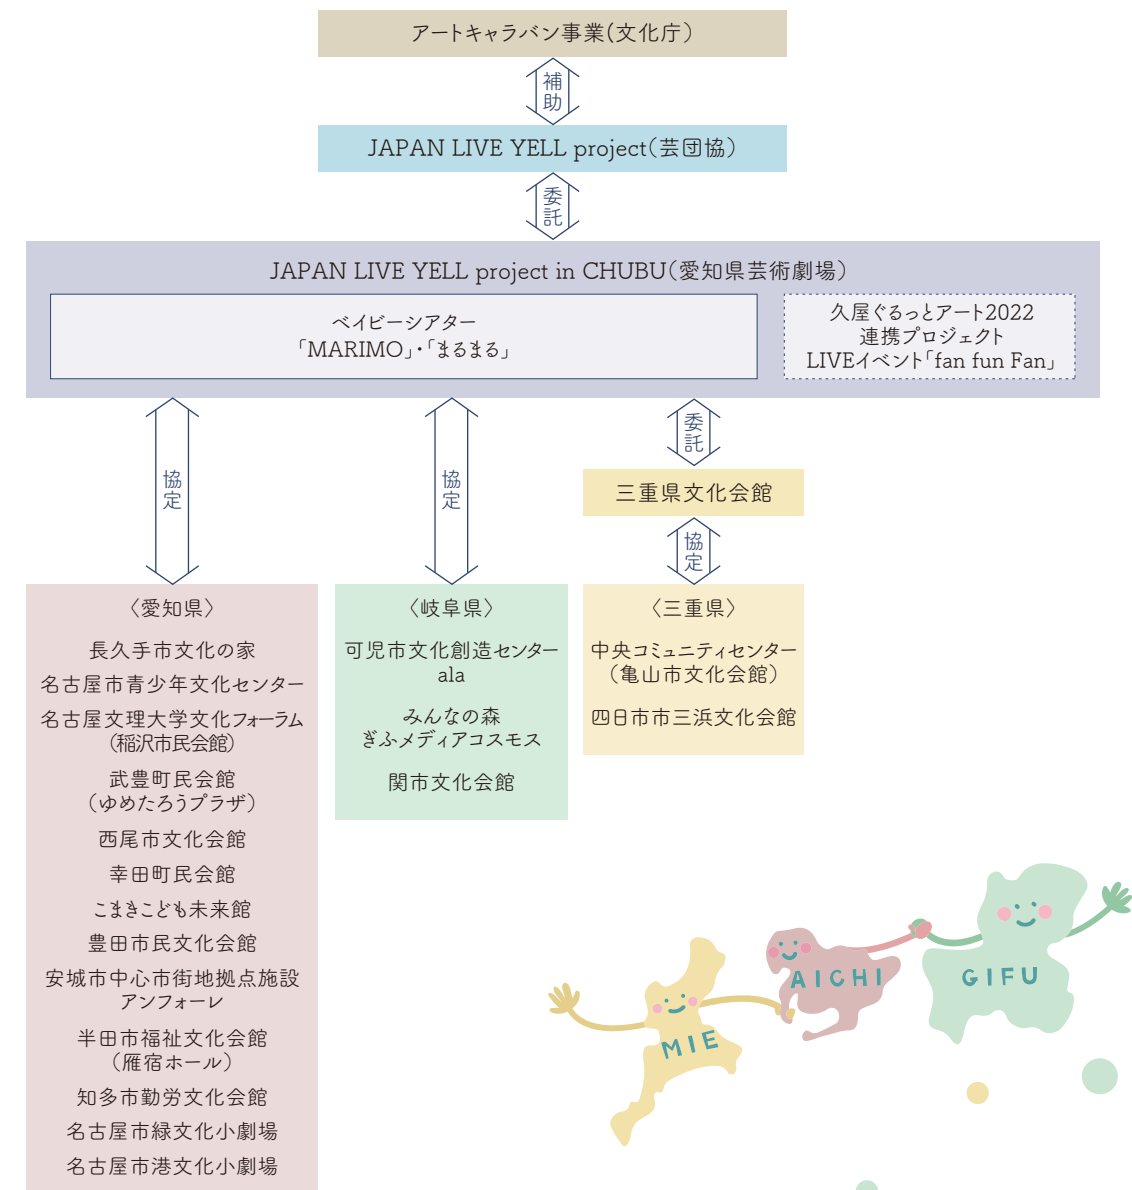 アートキャラバン事業（文化庁）
補助
JAPAN LIVE YELL project（芸団協）
委託
JAPAN LIVE YELL project in CHUBU（愛知県芸術劇場）
ベイビーシアター
「MARIMO」・「まるまる」
久屋ぐるっとアート2022
連携プロジェクト
LIVEイベント「fan fun Fan」
協定
協定
委託
三重県文化会館
協定
〈愛知県〉
長久手市文化の家
名古屋市青少年文化センター
名古屋文理大学文化フォーラム
（稲沢市民会館）
武豊町民会館
（ゆめたろうプラザ）
西尾市文化会館
幸田町民会館
こまきこども未来館
豊田市民文化会館
安城市中心市街地拠点施設
アンフォーレ
半田市福祉文化会館
（雁宿ホール）
知多市勤労文化会館
名古屋市緑文化小劇場
名古屋市港文化小劇場
〈岐阜県〉
可児市文化創造センター
ala
みんなの森
ぎふメディアコスモス
関市文化会館
〈三重県〉
中央コミュニティセンター
（亀山市文化会館）
四日市市三浜文化会館
MIE
AICHI
GIFU